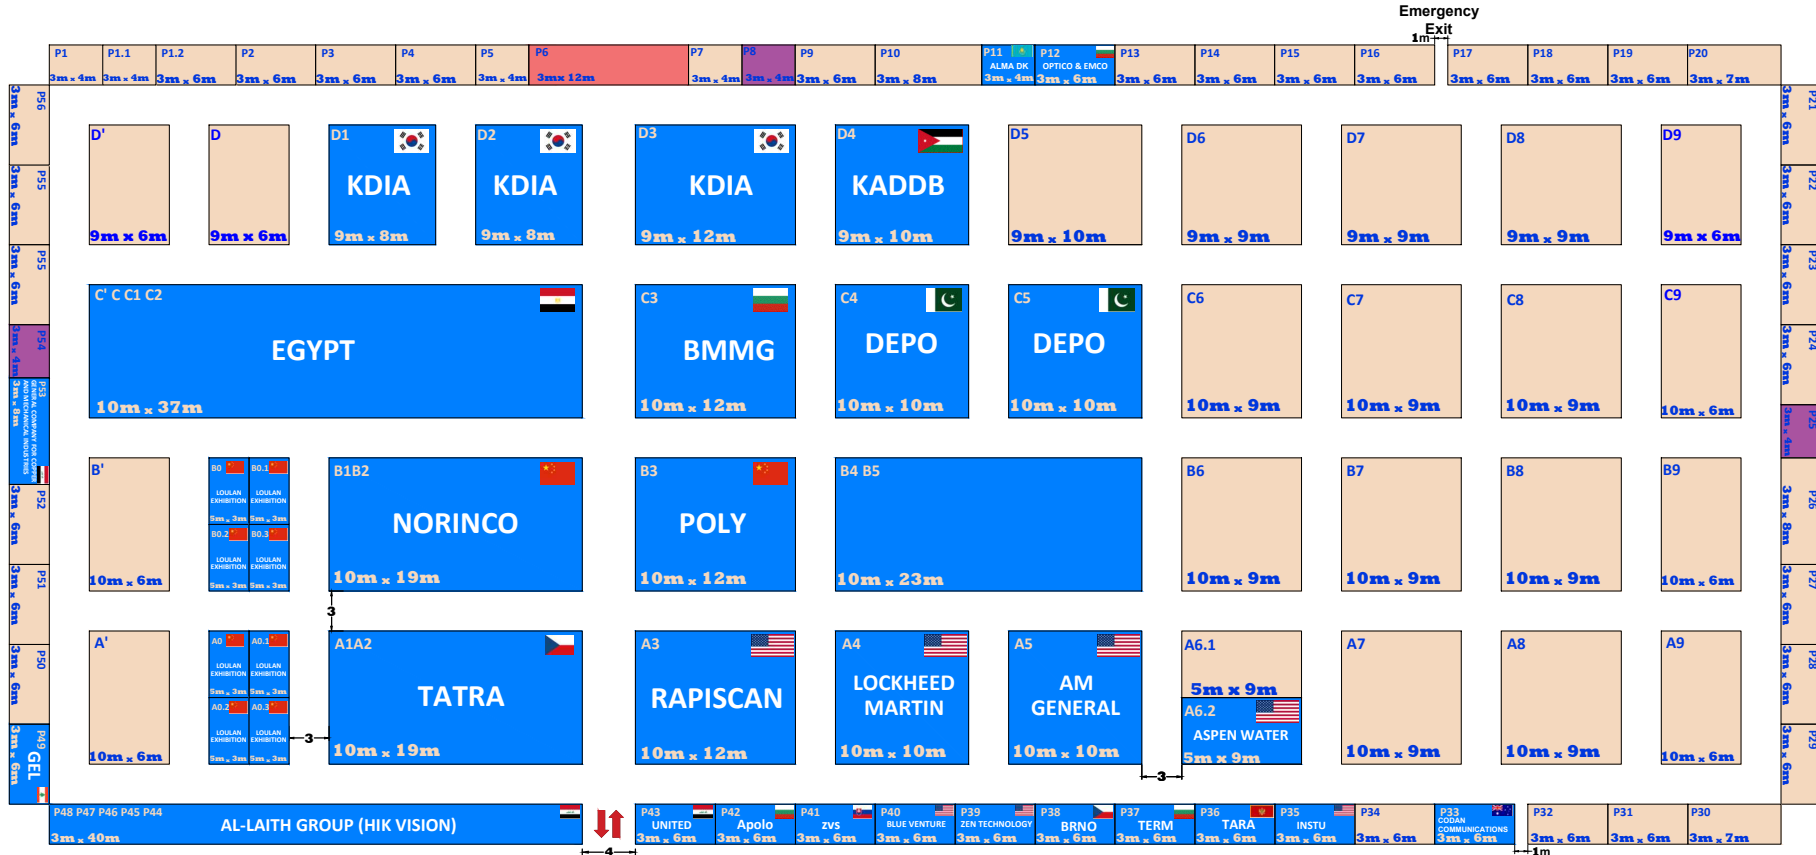 Emergency
Exit
1m
P1
3m x 4m
P1.1
3m x 4m
P1.2
3m x 6m
P2
3m x 6m
P3
3m x 6m
P4
3m x 6m
P5
3m x 4m
P6
3mx 12m
P7
3m x 4m
P8
3m x 4m
P9
3m x 6m
P10
3m x 8m
P11
ALMA DK
3m x 4m
P12
OPTICO & EMCO
3m x 6m
P13
3m x 6m
P14
3m x 6m
P15
3m x 6m
P16
3m x 6m
P17
3m x 6m
P18
3m x 6m
P19
3m x 6m
P20
3m x 7m
P56
3m x 6m
P55
3m x 6m
P55
3m x 6m
P54
3m x 4m
P53
GENERAL COMPANY FOR COPPER
AND MECHANICAL INDUSTRIES
3m x 8m
P52
3m x 6m
P51
3m x 6m
P50
3m x 6m
P49
GEL
3m x 6m
D'
9m x 6m
D
9m x 6m
D1
KDIA
9m x 8m
D2
KDIA
9m x 8m
D3
KDIA
9m x 12m
D4
KADDB
9m x 10m
D5
9m x 10m
D6
9m x 9m
D7
9m x 9m
D8
9m x 9m
D9
9m x 6m
C' C C1 C2
EGYPT
10m x 37m
C3
BMMG
10m x 12m
C4
DEPO
10m x 10m
C5
DEPO
10m x 10m
C6
10m x 9m
C7
10m x 9m
C8
10m x 9m
C9
10m x 6m
B'
10m x 6m
B0
LOULAN
EXHIBITION
5m x 3m
B0.1
LOULAN
EXHIBITION
5m x 3m
B0.2
LOULAN
EXHIBITION
5m x 3m
B0.3
LOULAN
EXHIBITION
5m x 3m
B1B2
NORINCO
10m x 19m
B3
POLY
10m x 12m
B4 B5
10m x 23m
B6
10m x 9m
B7
10m x 9m
B8
10m x 9m
B9
10m x 6m
3
A'
10m x 6m
A0
LOULAN
EXHIBITION
5m x 3m
A0.1
LOULAN
EXHIBITION
5m x 3m
A0.2
LOULAN
EXHIBITION
5m x 3m
A0.3
LOULAN
EXHIBITION
5m x 3m
3
A1A2
TATRA
10m x 19m
A3
RAPISCAN
10m x 12m
A4
LOCKHEED
MARTIN
10m x 10m
A5
AM
GENERAL
10m x 10m
3
A6.1
5m x 9m
A6.2
ASPEN WATER
5m x 9m
A7
10m x 9m
A8
10m x 9m
A9
10m x 6m
P21
3m x 6m
P22
3m x 6m
P23
3m x 6m
P24
3m x 6m
P25
3m x 4m
P26
3m x 8m
P27
3m x 6m
P28
3m x 6m
P29
3m x 6m
P48 P47 P46 P45 P44
AL-LAITH GROUP (HIK VISION)
3m x 40m
4
P43
UNITED
3m x 6m
P42
Apolo
3m x 6m
P41
zvs
3m x 6m
P40
BLUE VENTURE
3m x 6m
P39
ZEN TECHNOLOGY
3m x 6m
P38
BRNO
3m x 6m
P37
TERM
3m x 6m
P36
TARA
3m x 6m
P35
INSTU
3m x 6m
P34
3m x 6m
P33
CODAN
COMMUNICATIONS
3m x 6m
1m
P32
3m x 6m
P31
3m x 6m
P30
3m x 7m